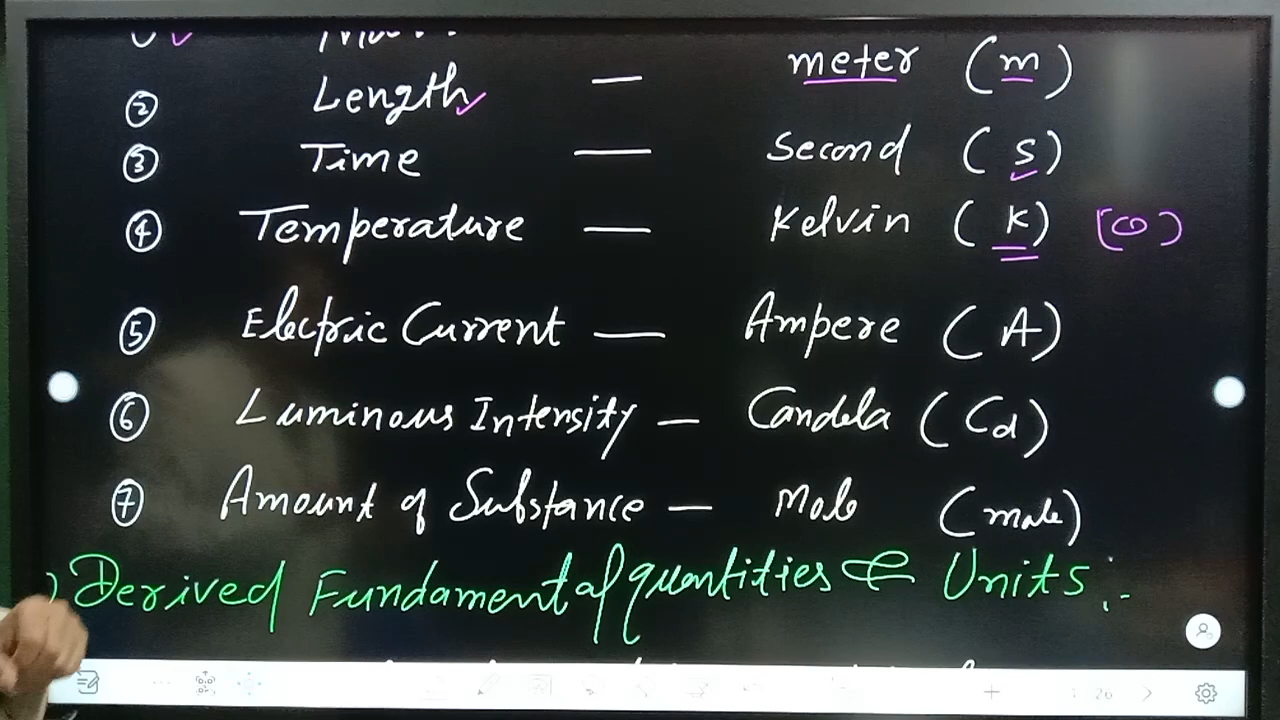 ② Length — meter (m)
③ Time — Second (s)
④ Temperature — Kelvin (K)
⑤ Electric Current — Ampere (A)
⑥ Luminous Intensity — Candela (Cd)
⑦ Amount of Substance — Mole (mole)
) Derived Fundamental quantities & Units :-
26